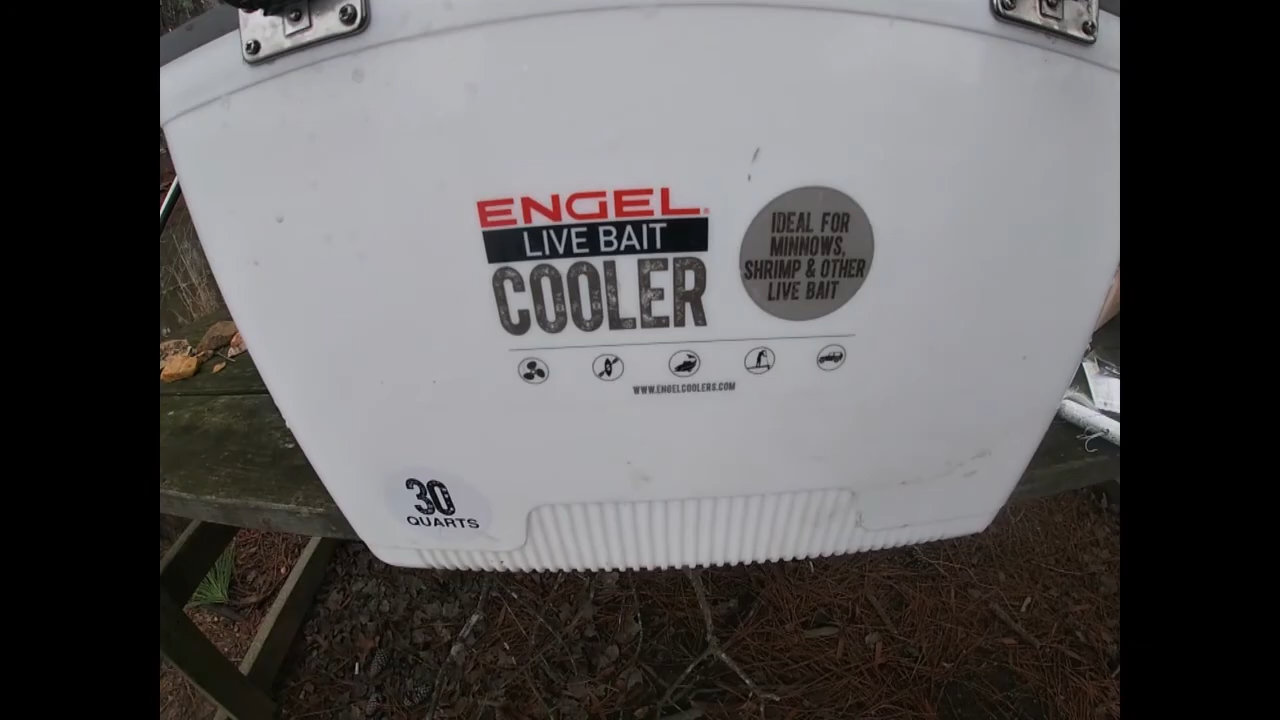 ENGEL®
LIVE BAIT
COOLER
IDEAL FOR
MINNOWS,
SHRIMP & OTHER
LIVE BAIT
WWW.ENGELCOOLERS.COM
30
QUARTS